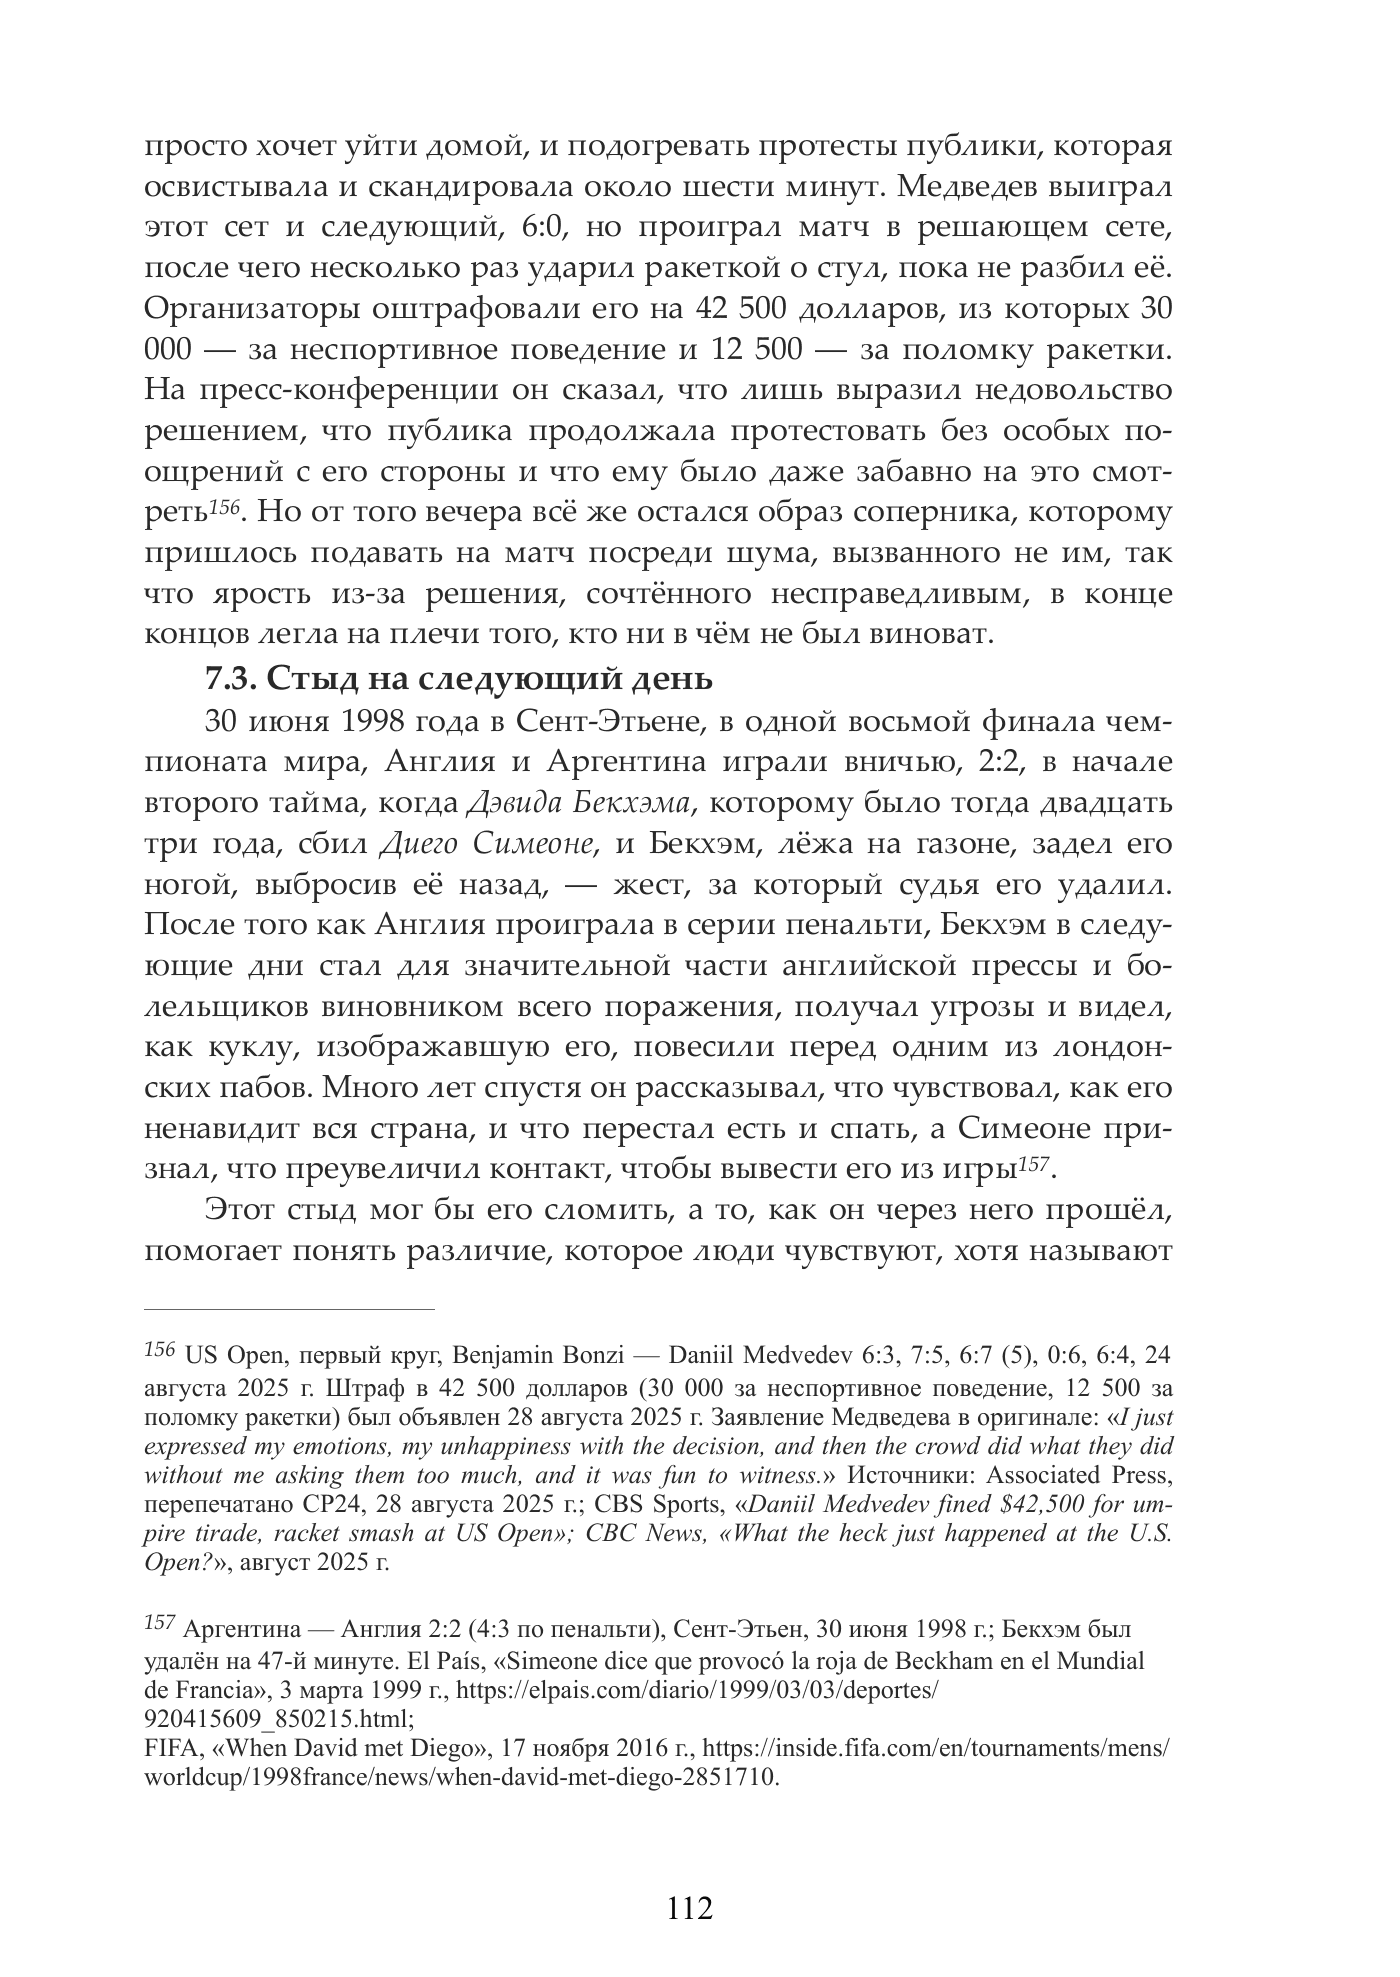 просто хочет уйти домой, и подогревать протесты публики, которая
освистывала и скандировала около шести минут. Медведев выиграл
этот сет и следующий, 6:0, но проиграл матч в решающем сете,
после чего несколько раз ударил ракеткой о стул, пока не разбил её.
Организаторы оштрафовали его на 42 500 долларов, из которых 30
000 — за неспортивное поведение и 12 500 — за поломку ракетки.
На пресс-конференции он сказал, что лишь выразил недовольство
решением, что публика продолжала протестовать без особых по-
ощрений с его стороны и что ему было даже забавно на это смот-
реть156. Но от того вечера всё же остался образ соперника, которому
пришлось подавать на матч посреди шума, вызванного не им, так
что ярость из-за решения, сочтённого несправедливым, в конце
концов легла на плечи того, кто ни в чём не был виноват.
7.3. Стыд на следующий день
30 июня 1998 года в Сент-Этьене, в одной восьмой финала чем-
пионата мира, Англия и Аргентина играли вничью, 2:2, в начале
второго тайма, когда Дэвида Бекхэма, которому было тогда двадцать
три года, сбил Диего Симеоне, и Бекхэм, лёжа на газоне, задел его
ногой, выбросив её назад, — жест, за который судья его удалил.
После того как Англия проиграла в серии пенальти, Бекхэм в следу-
ющие дни стал для значительной части английской прессы и бо-
лельщиков виновником всего поражения, получал угрозы и видел,
как куклу, изображавшую его, повесили перед одним из лондон-
ских пабов. Много лет спустя он рассказывал, что чувствовал, как его
ненавидит вся страна, и что перестал есть и спать, а Симеоне при-
знал, что преувеличил контакт, чтобы вывести его из игры157.
Этот стыд мог бы его сломить, а то, как он через него прошёл,
помогает понять различие, которое люди чувствуют, хотя называют
156 US Open, первый круг, Benjamin Bonzi — Daniil Medvedev 6:3, 7:5, 6:7 (5), 0:6, 6:4, 24
августа 2025 г. Штраф в 42 500 долларов (30 000 за неспортивное поведение, 12 500 за
поломку ракетки) был объявлен 28 августа 2025 г. Заявление Медведева в оригинале: «I just
expressed my emotions, my unhappiness with the decision, and then the crowd did what they did
without me asking them too much, and it was fun to witness.» Источники: Associated Press,
перепечатано CP24, 28 августа 2025 г.; CBS Sports, «Daniil Medvedev fined $42,500 for um-
pire tirade, racket smash at US Open»; CBC News, «What the heck just happened at the U.S.
Open?», август 2025 г.
157 Аргентина — Англия 2:2 (4:3 по пенальти), Сент-Этьен, 30 июня 1998 г.; Бекхэм был
удалён на 47-й минуте. El País, «Simeone dice que provocó la roja de Beckham en el Mundial
de Francia», 3 марта 1999 г., https://elpais.com/diario/1999/03/03/deportes/
920415609_850215.html;
FIFA, «When David met Diego», 17 ноября 2016 г., https://inside.fifa.com/en/tournaments/mens/
worldcup/1998france/news/when-david-met-diego-2851710.
112